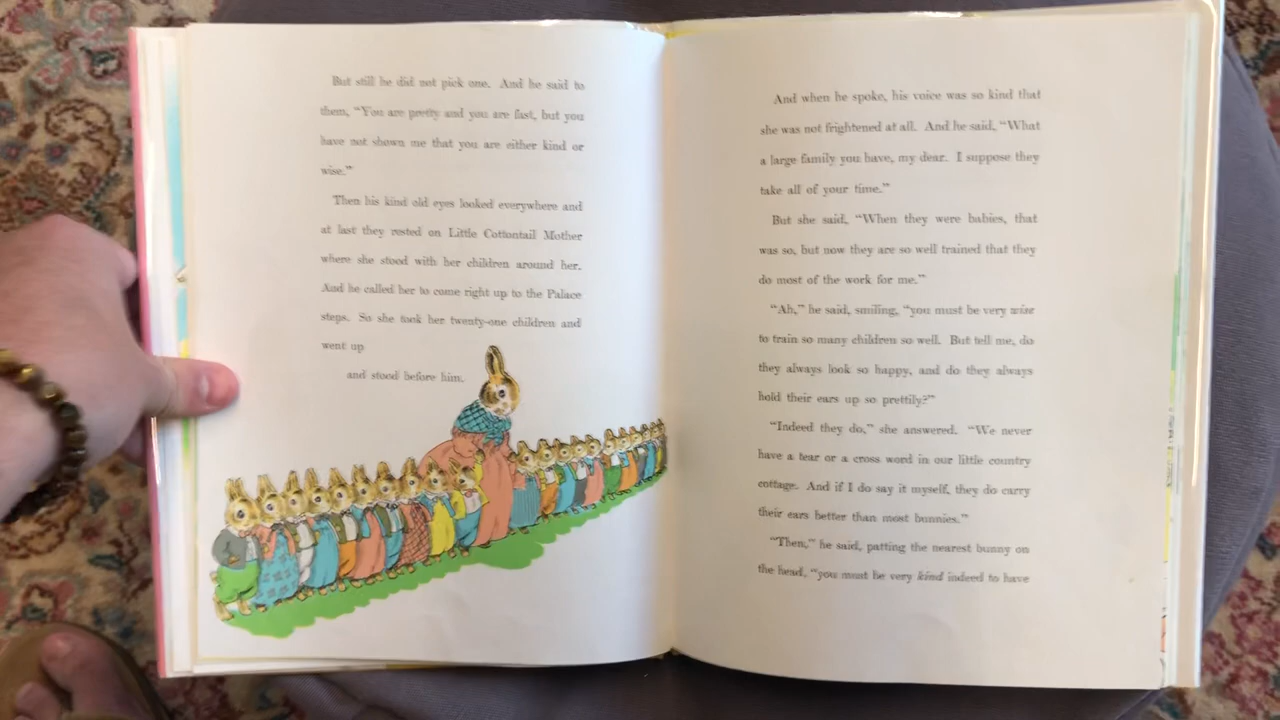 But still he did not pick one. And he said to
them, “You are pretty and you are fast, but you
have not shown me that you are either kind or
wise.”
Then his kind old eyes looked everywhere and
at last they rested on Little Cottontail Mother
where she stood with her children around her.
And he called her to come right up to the Palace
steps. So she took her twenty-one children and
went up
and stood before him.
And when he spoke, his voice was so kind that
she was not frightened at all. And he said, “What
a large family you have, my dear. I suppose they
take all of your time.”
But she said, “When they were babies, that
was so, but now they are so well trained that they
do most of the work for me.”
“Ah,” he said, smiling, “you must be very wise
to train so many children so well. But tell me, do
they always look so happy, and do they always
hold their ears up so prettily?”
“Indeed they do,” she answered. “We never
have a tear or a cross word in our little country
cottage. And if I do say it myself, they do carry
their ears better than most bunnies.”
“Then,” he said, patting the nearest bunny on
the head, “you must be very kind indeed to have